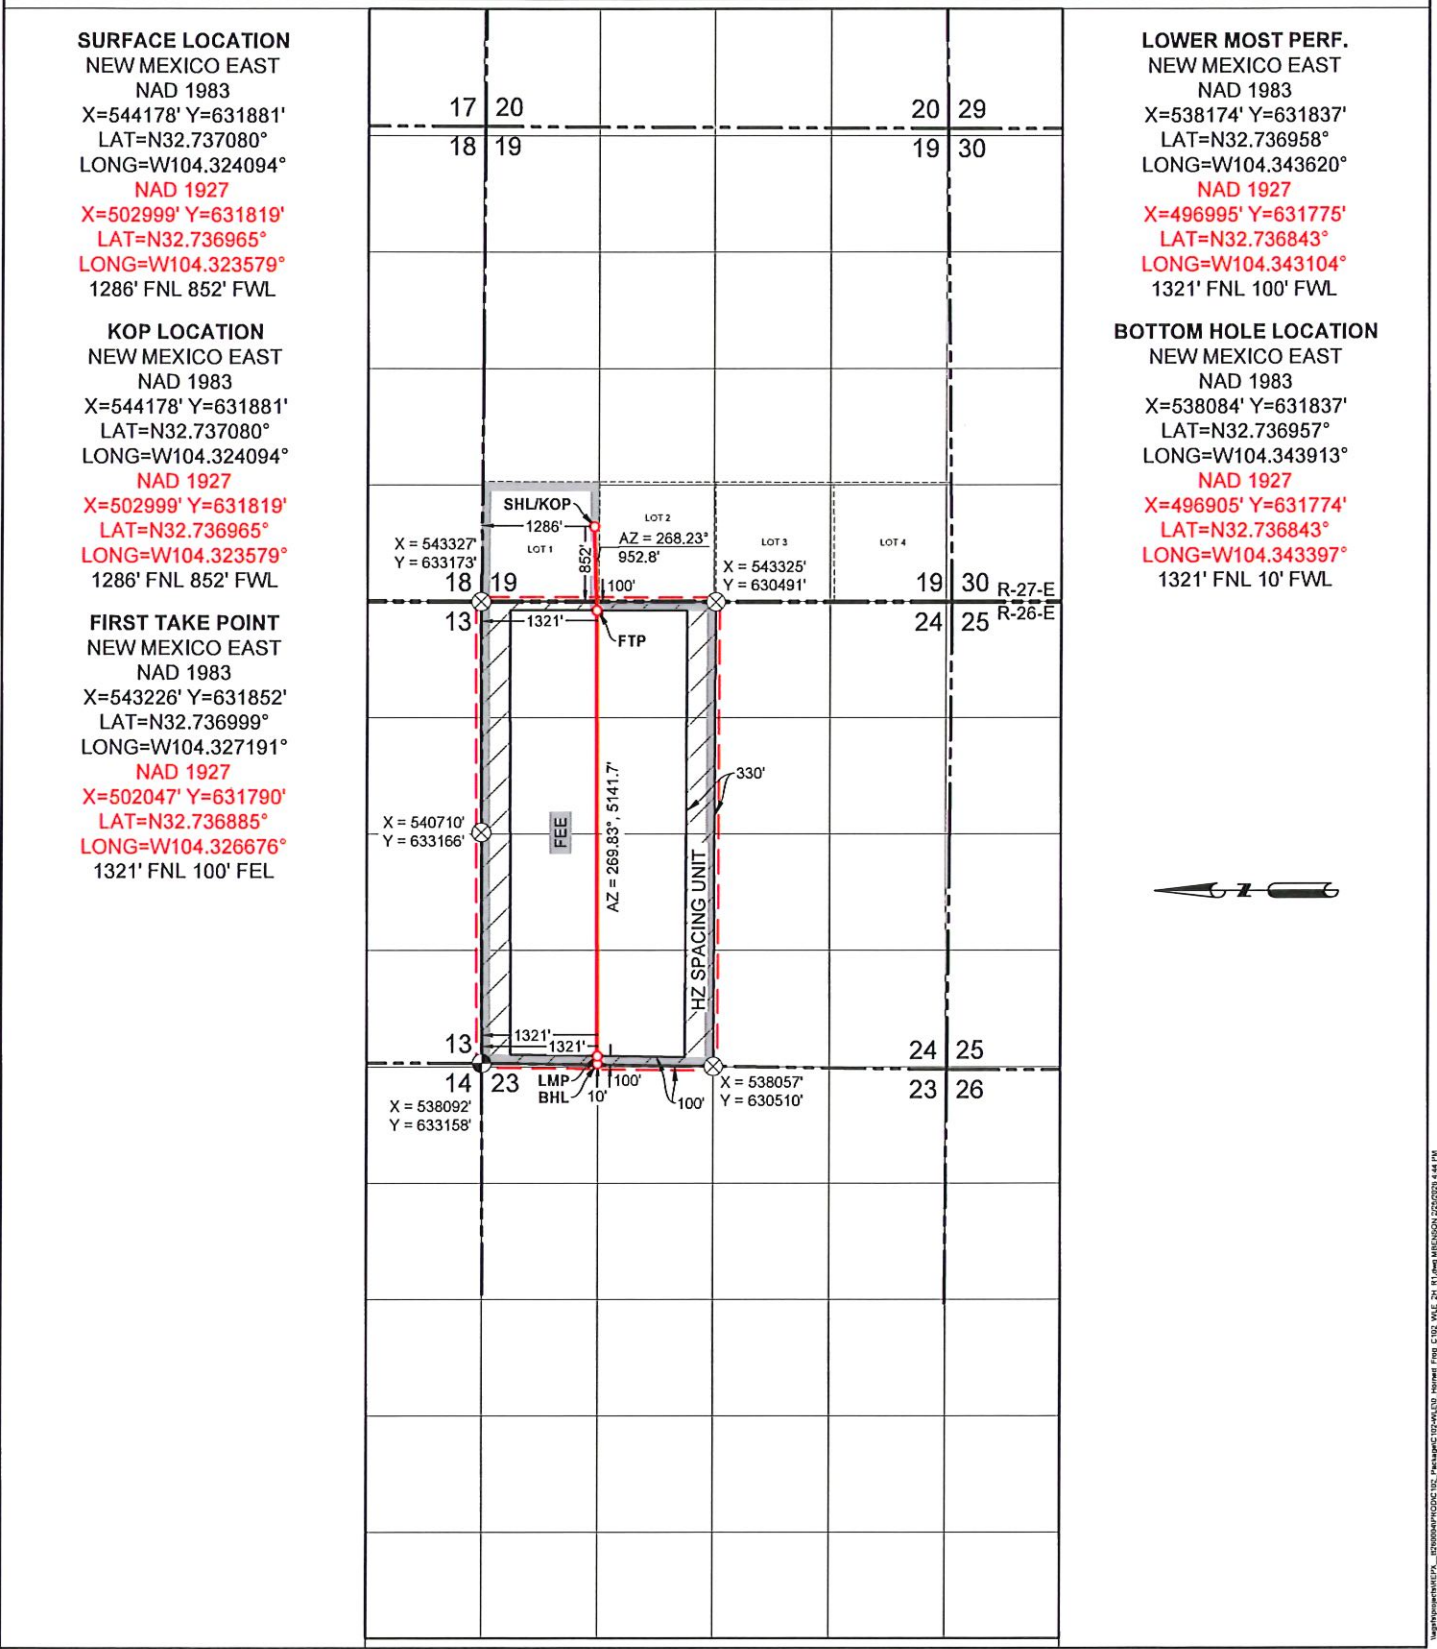 SURFACE LOCATION
NEW MEXICO EAST
NAD 1983
X=544178' Y=631881'
LAT=N32.737080°
LONG=W104.324094°
NAD 1927
X=502999' Y=631819'
LAT=N32.736965°
LONG=W104.323579°
1286' FNL 852' FWL
KOP LOCATION
NEW MEXICO EAST
NAD 1983
X=544178' Y=631881'
LAT=N32.737080°
LONG=W104.324094°
NAD 1927
X=502999' Y=631819'
LAT=N32.736965°
LONG=W104.323579°
1286' FNL 852' FWL
FIRST TAKE POINT
NEW MEXICO EAST
NAD 1983
X=543226' Y=631852'
LAT=N32.736999°
LONG=W104.327191°
NAD 1927
X=502047' Y=631790'
LAT=N32.736885°
LONG=W104.326676°
1321' FNL 100' FEL
17 20
18 19
20 29
19 30
SHL/KOP
1286'
LOT 1
852'
LOT 2
AZ = 268.23°
952.8'
LOT 3
LOT 4
X = 543327'
Y = 633173'
X = 543325'
Y = 630491'
100'
18 19
19 30
R-27-E
R-26-E
13
24 25
1321'
FTP
330'
X = 540710'
Y = 633166'
FEE
AZ = 269.83°, 5141.7'
HZ SPACING UNIT
1321'
1321'
13
14 23
24 25
23 26
LMP
BHL
10'
100'
100'
X = 538057'
Y = 630510'
X = 538092'
Y = 633158'
LOWER MOST PERF.
NEW MEXICO EAST
NAD 1983
X=538174' Y=631837'
LAT=N32.736958°
LONG=W104.343620°
NAD 1927
X=496995' Y=631775'
LAT=N32.736843°
LONG=W104.343104°
1321' FNL 100' FWL
BOTTOM HOLE LOCATION
NEW MEXICO EAST
NAD 1983
X=538084' Y=631837'
LAT=N32.736957°
LONG=W104.343913°
NAD 1927
X=496905' Y=631774'
LAT=N32.736843°
LONG=W104.343397°
1321' FNL 10' FWL
Z